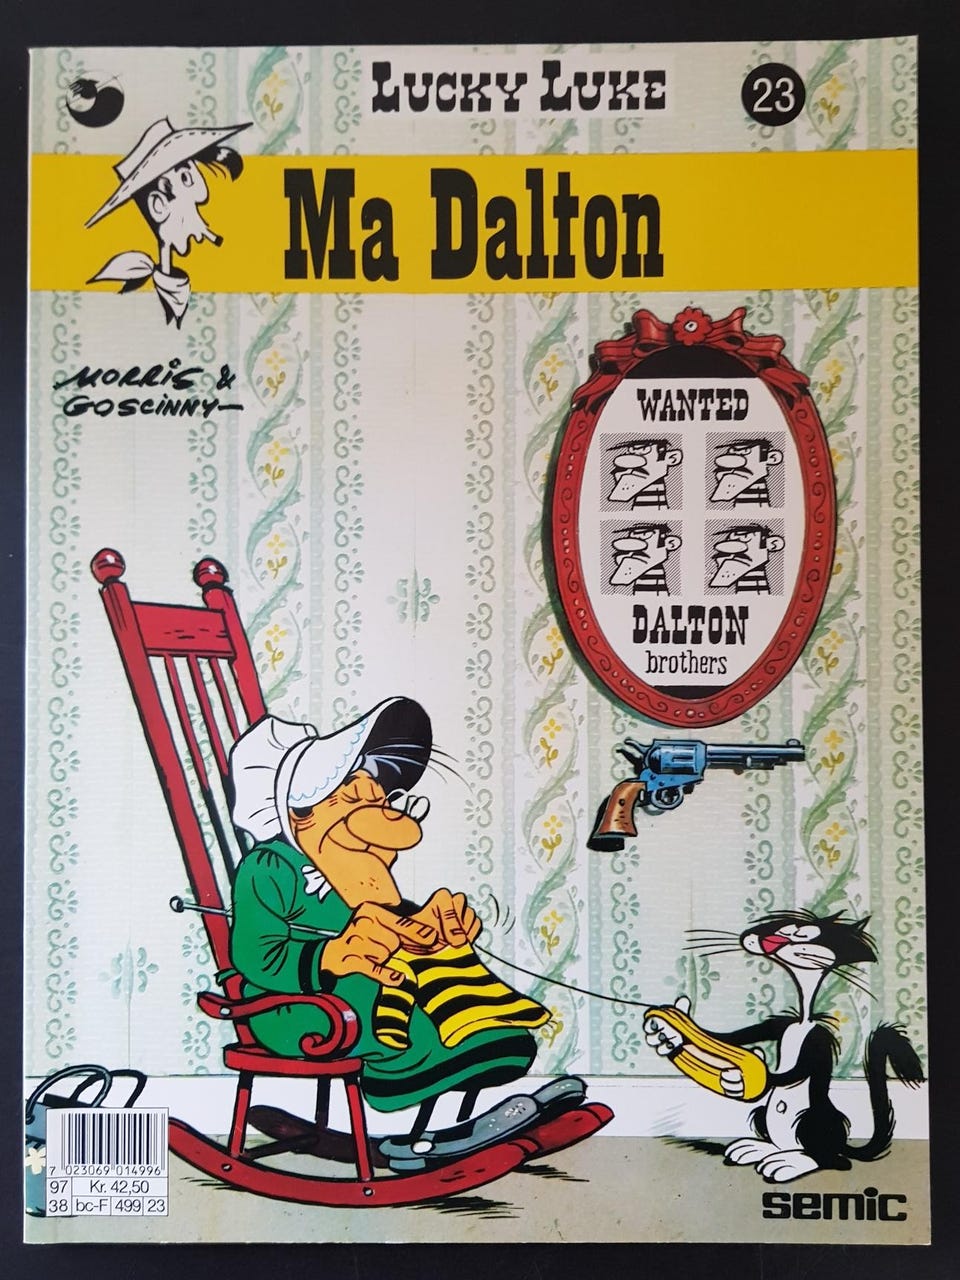 LUCKY LUKE
23
Ma Dalton
MORRIS &
GOSCINNY
WANTED
DALTON
brothers
7 023069 014996
97 Kr. 42,50
38 bc-F 499 23
semic